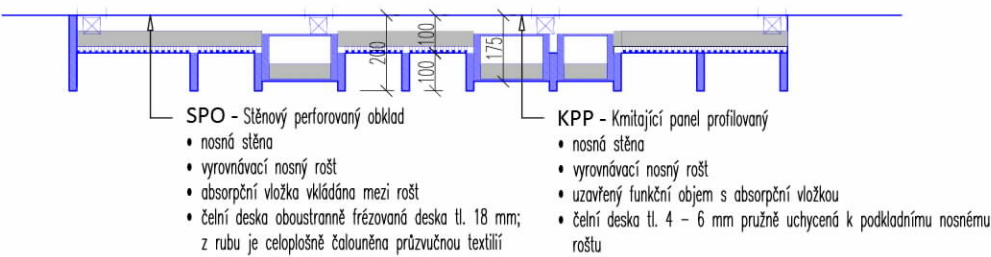 200
100
100
175
SPO - Stěnový perforovaný obklad
• nosná stěna
• vyrovnávací nosný rošt
• absorpční vložka vkládána mezi rošt
• čelní deska oboustranně frézovaná deska tl. 18 mm;
z rubu je celoplošně čalouněna průzvučnou textilií
KPP - Kmitající panel profilovaný
• nosná stěna
• vyrovnávací nosný rošt
• uzavřený funkční objem s absorpční vložkou
• čelní deska tl. 4 – 6 mm pružně uchycená k podkladnímu nosnému
roštu